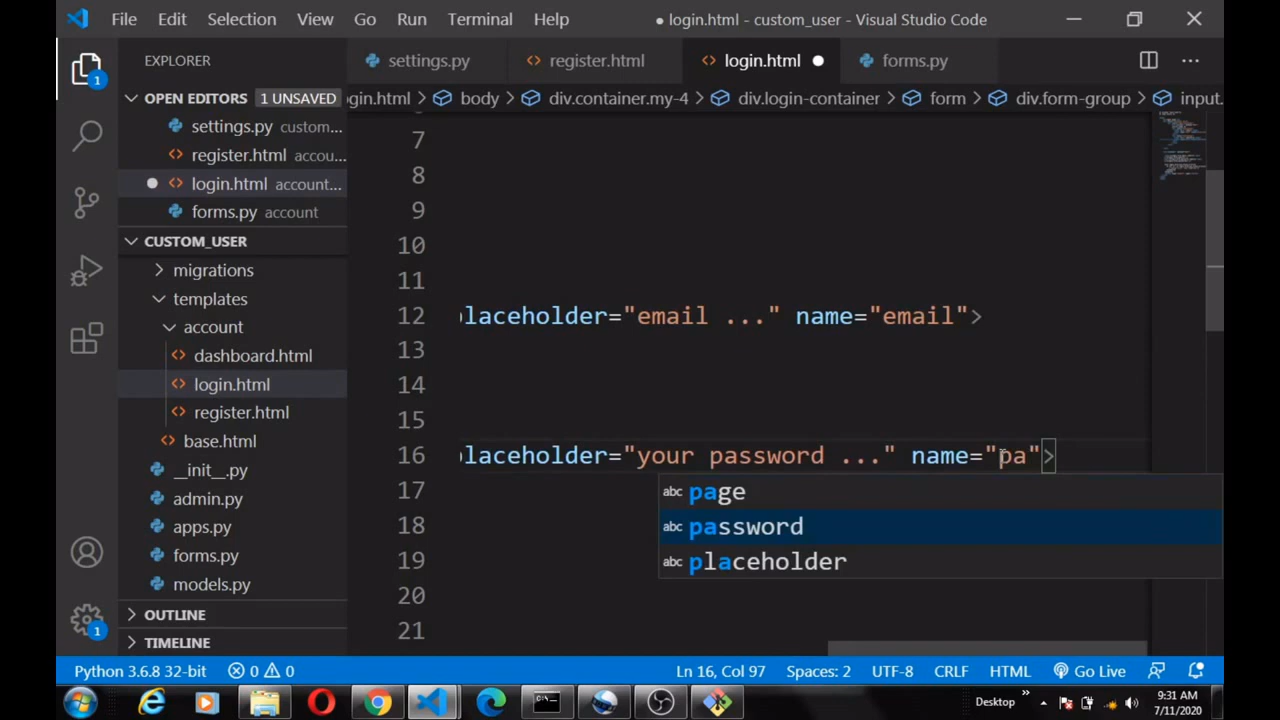 File Edit Selection View Go Run Terminal Help
● login.html - custom_user - Visual Studio Code
EXPLORER
settings.py register.html login.html forms.py
gin.html > body > div.container.my-4 > div.login-container > form > div.form-group > input.
OPEN EDITORS 1 UNSAVED
settings.py custom...
register.html accou...
login.html account...
forms.py account
CUSTOM_USER
migrations
templates
account
dashboard.html
login.html
register.html
base.html
__init__.py
admin.py
apps.py
forms.py
models.py
OUTLINE
TIMELINE
1
1
7
8
9
10
11
12 laceholder="email ..." name="email">
13
14
15
16 laceholder="your password ..." name="pa">
17
abc page
18
abc password
19
abc placeholder
20
21
Python 3.6.8 32-bit 0 0 Ln 16, Col 97 Spaces: 2 UTF-8 CRLF HTML Go Live
Desktop 9:31 AM
7/11/2020